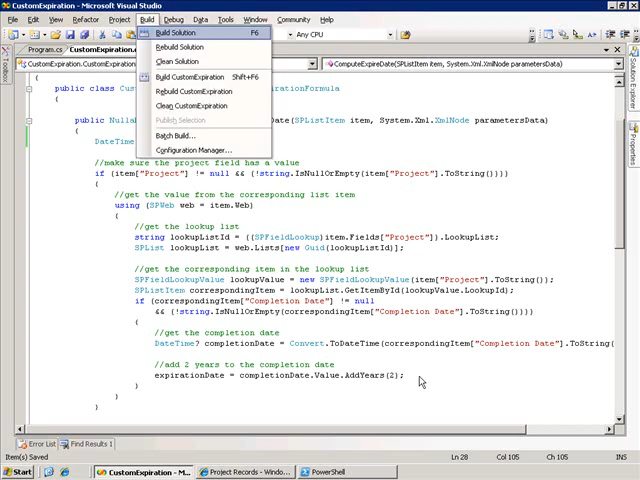 CustomExpiration - Microsoft Visual Studio
File Edit View Refactor Project Build Debug Data Tools Window Community Help
Any CPU
Program.cs
CustomExpiration.CustomExpiration
ComputeExpireDate(SPListItem item, System.Xml.XmlNode parametersData)
Build Solution F6
Rebuild Solution
Clean Solution
Build CustomExpiration Shift+F6
Rebuild CustomExpiration
Clean CustomExpiration
Publish Selection
Batch Build...
Configuration Manager...
Toolbox
Solution Explorer
Properties
{
public class
{
public
(SPListItem item, System.Xml.XmlNode parametersData)
{
DateTime
//make sure the project field has a value
if (item["Project"] != null && (!string.IsNullOrEmpty(item["Project"].ToString())))
{
//get the value from the corresponding list item
using (SPWeb web = item.Web)
{
//get the lookup list
string lookupListId = ((SPFieldLookup)item.Fields["Project"]).LookupList;
SPList lookupList = web.Lists[new Guid(lookupListId)];
//get the corresponding item in the lookup list
SPFieldLookupValue lookupValue = new SPFieldLookupValue(item["Project"].ToString());
SPListItem correspondingItem = lookupList.GetItemById(lookupValue.LookupId);
if (correspondingItem["Completion Date"] != null
&& (!string.IsNullOrEmpty(correspondingItem["Completion Date"].ToString())))
{
//get the completion date
DateTime? completionDate = Convert.ToDateTime(correspondingItem["Completion Date"].ToStr
//add 2 years to the completion date
expirationDate = completionDate.Value.AddYears(2);
}
}
}
Error List Find Results 1
Item(s) Saved Ln 28 Col 105 Ch 105 INS
Start CustomExpiration - M... Project Records - Windo... PowerShell